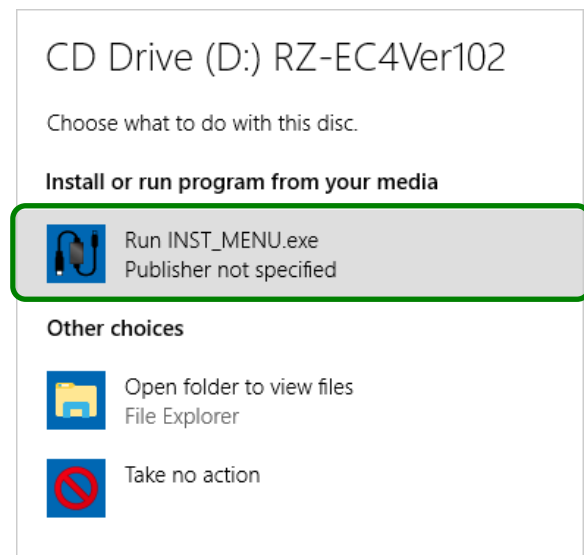 CD Drive (D:) RZ-EC4Ver102
Choose what to do with this disc.
Install or run program from your media
Run INST_MENU.exe
Publisher not specified
Other choices
Open folder to view files
File Explorer
Take no action